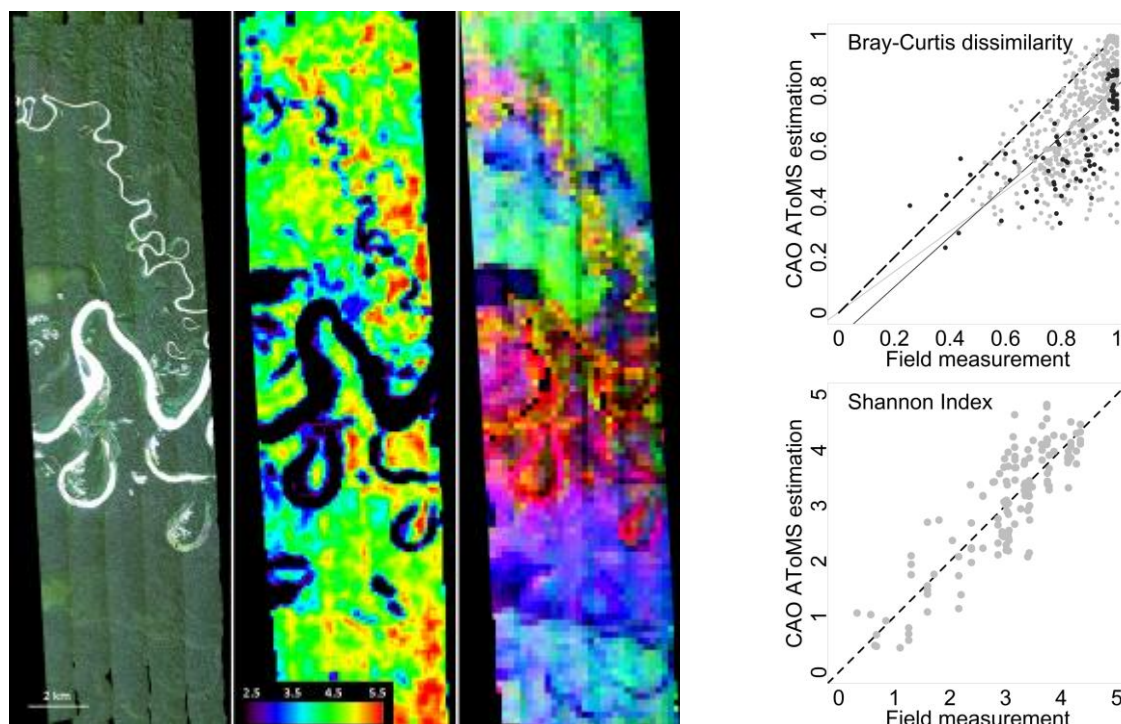 2 km
2.5 3.5 4.5 5.5
Bray-Curtis dissimilarity
CAO AToMS estimation
0 0.2 0.4 0.6 0.8 1
0 0.2 0.4 0.6 0.8 1
Field measurement
Shannon Index
CAO AToMS estimation
0 1 2 3 4 5
0 1 2 3 4 5
Field measurement